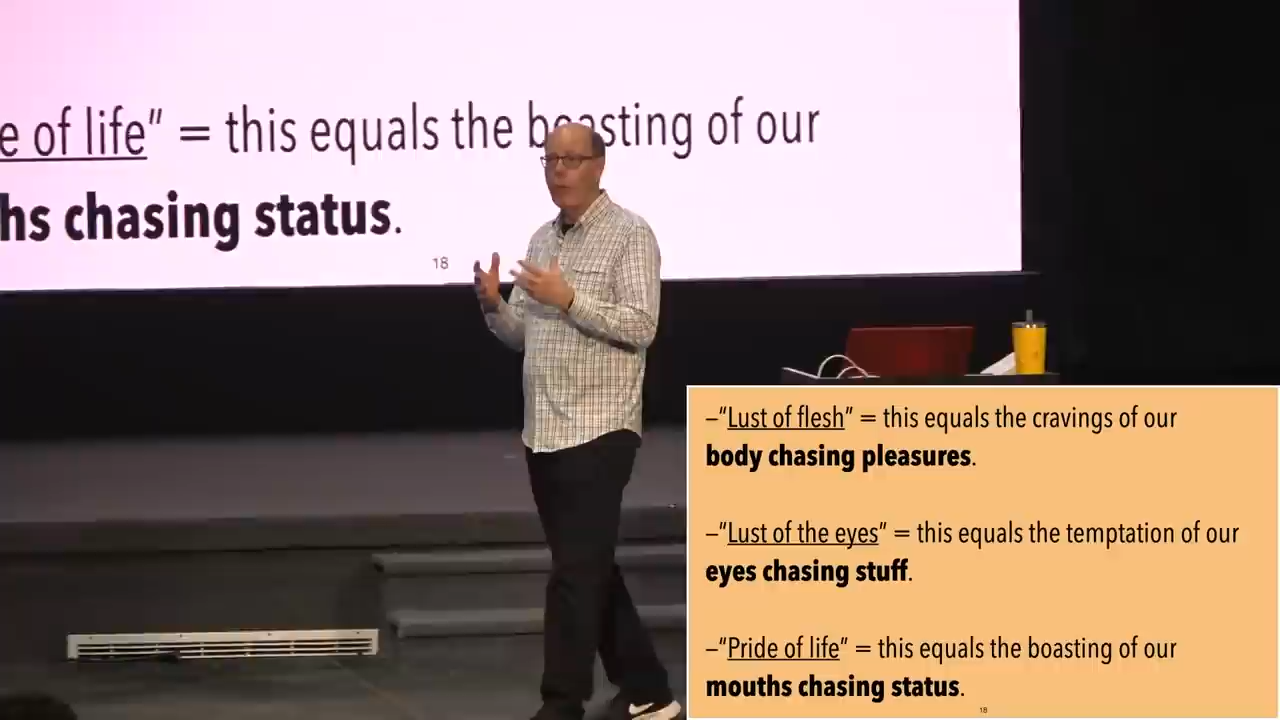 e of life” = this equals the boasting of our
hs chasing status.
18
–“Lust of flesh” = this equals the cravings of our
body chasing pleasures.
–“Lust of the eyes” = this equals the temptation of our
eyes chasing stuff.
–“Pride of life” = this equals the boasting of our
mouths chasing status.
18